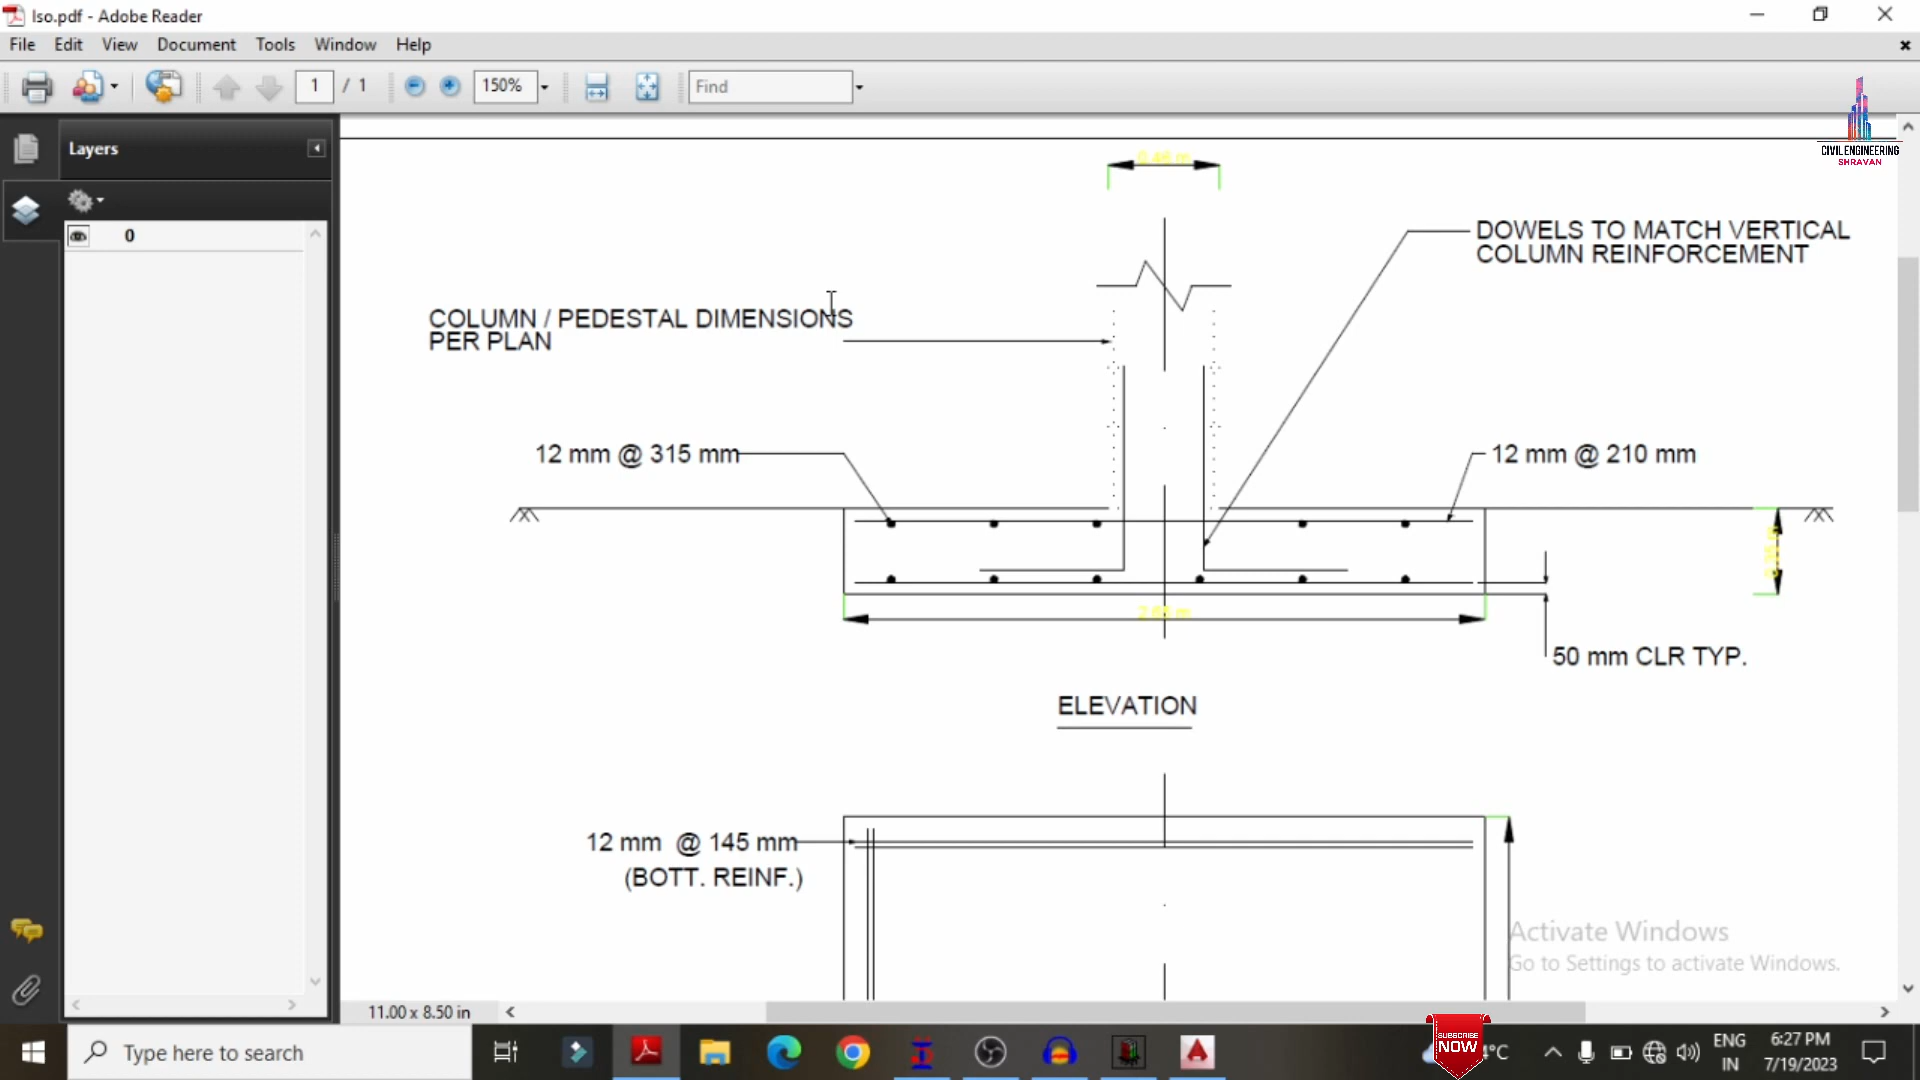 Iso.pdf - Adobe Reader
File Edit View Document Tools Window Help
1 / 1 150% Find
CIVIL ENGINEERING
SHRAVAN
Layers
0
DOWELS TO MATCH VERTICAL
COLUMN REINFORCEMENT
COLUMN / PEDESTAL DIMENSIONS
PER PLAN
12 mm @ 315 mm
12 mm @ 210 mm
50 mm CLR TYP.
ELEVATION
12 mm @ 145 mm
(BOTT. REINF.)
Activate Windows
Go to Settings to activate Windows.
11.00 x 8.50 in
Type here to search
SUBSCRIBE
NOW
4°C
ENG
IN
6:27 PM
7/19/2023